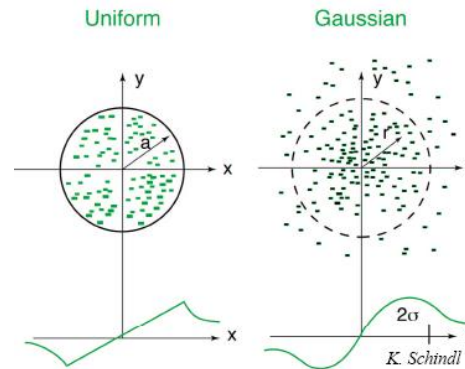 Uniform
Gaussian
y
a
x
y
r
x
2σ
K. Schindl